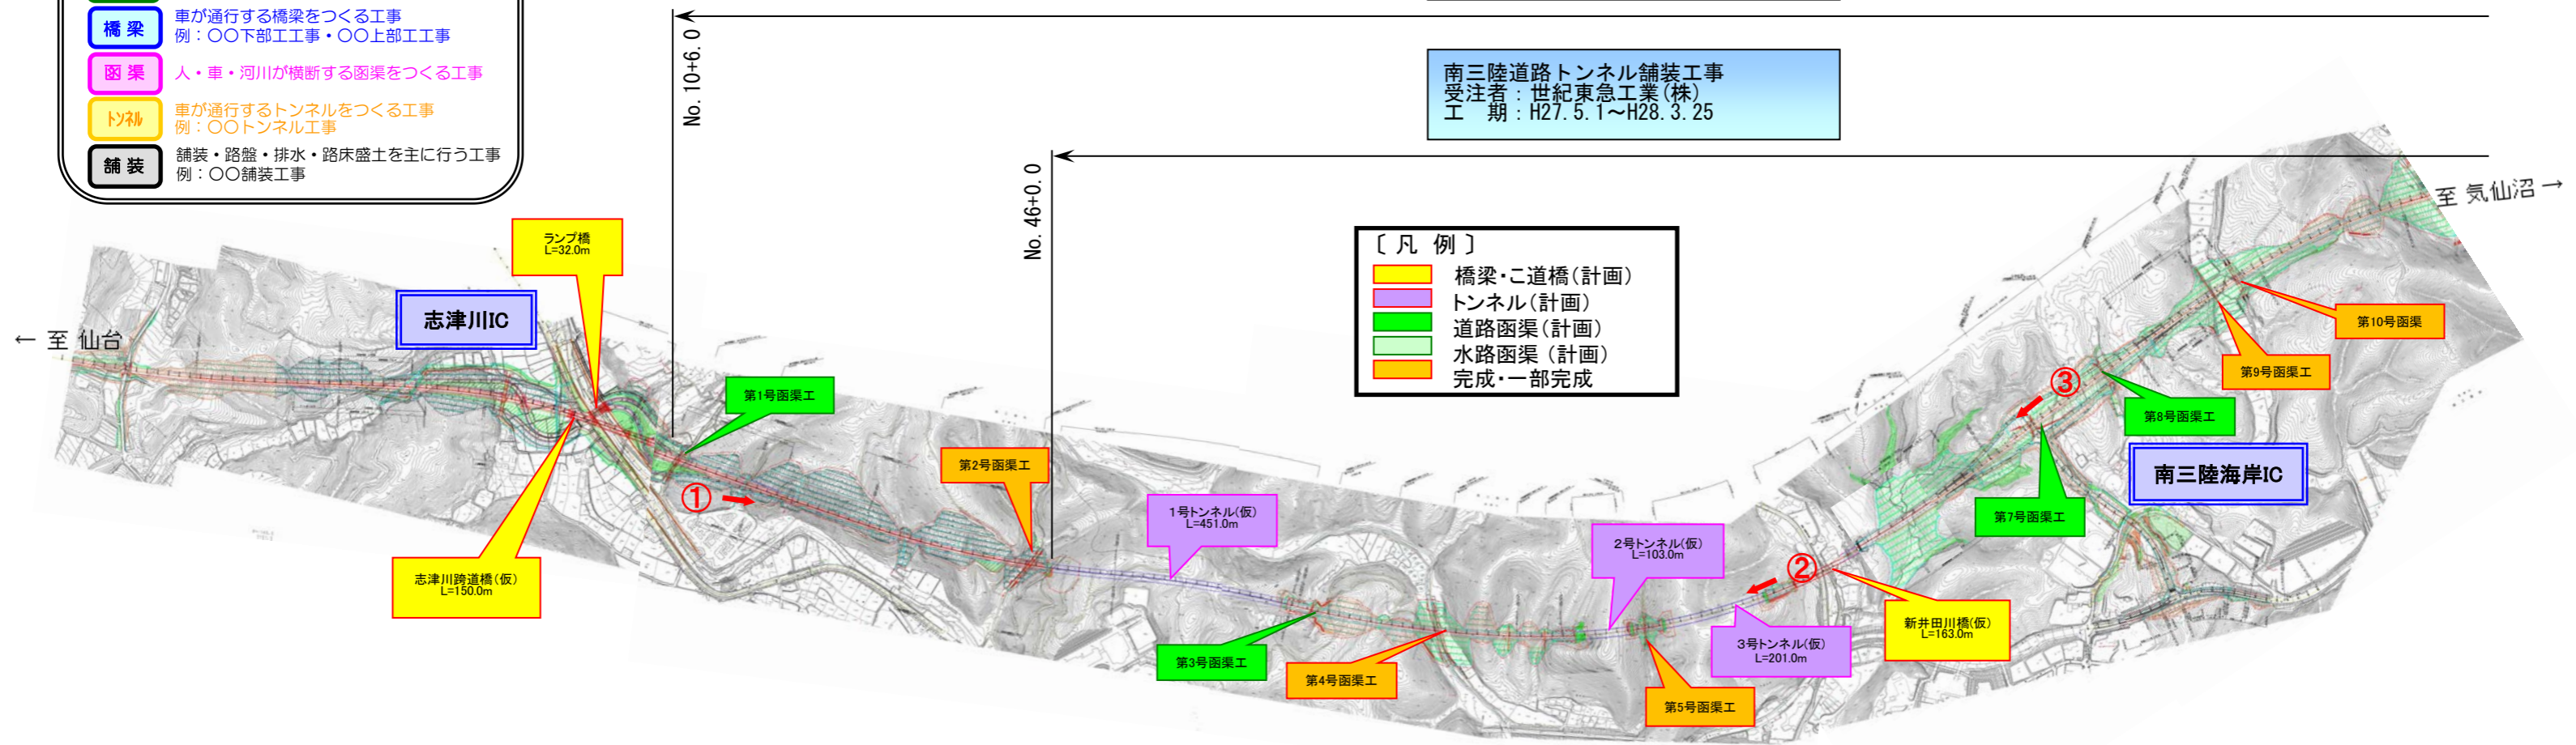 橋 梁
車が通行する橋梁をつくる工事
例：〇〇下部工工事・〇〇上部工工事
函 渠
人・車・河川が横断する函渠をつくる工事
トンネル
車が通行するトンネルをつくる工事
例：〇〇トンネル工事
舗 装
舗装・路盤・排水・路床盛土を主に行う工事
例：〇〇舗装工事
No. 10+6. 0
No. 46+0. 0
南三陸道路トンネル舗装工事
受注者：世紀東急工業(株)
工　期：H27. 5. 1～H28. 3. 25
〔 凡 例 〕
橋梁・こ道橋(計画)
トンネル(計画)
道路函渠(計画)
水路函渠 (計画)
完成・一部完成
← 至 仙台
志津川IC
ランプ橋
L=32.0m
志津川跨道橋(仮)
L=150.0m
第1号函渠工
①
第2号函渠工
1号トンネル(仮)
L=451.0m
第3号函渠工
第4号函渠工
2号トンネル(仮)
L=103.0m
第5号函渠工
3号トンネル(仮)
L=201.0m
②
新井田川橋(仮)
L=163.0m
③
第7号函渠工
第8号函渠工
南三陸海岸IC
第9号函渠工
第10号函渠
至 気仙沼 →